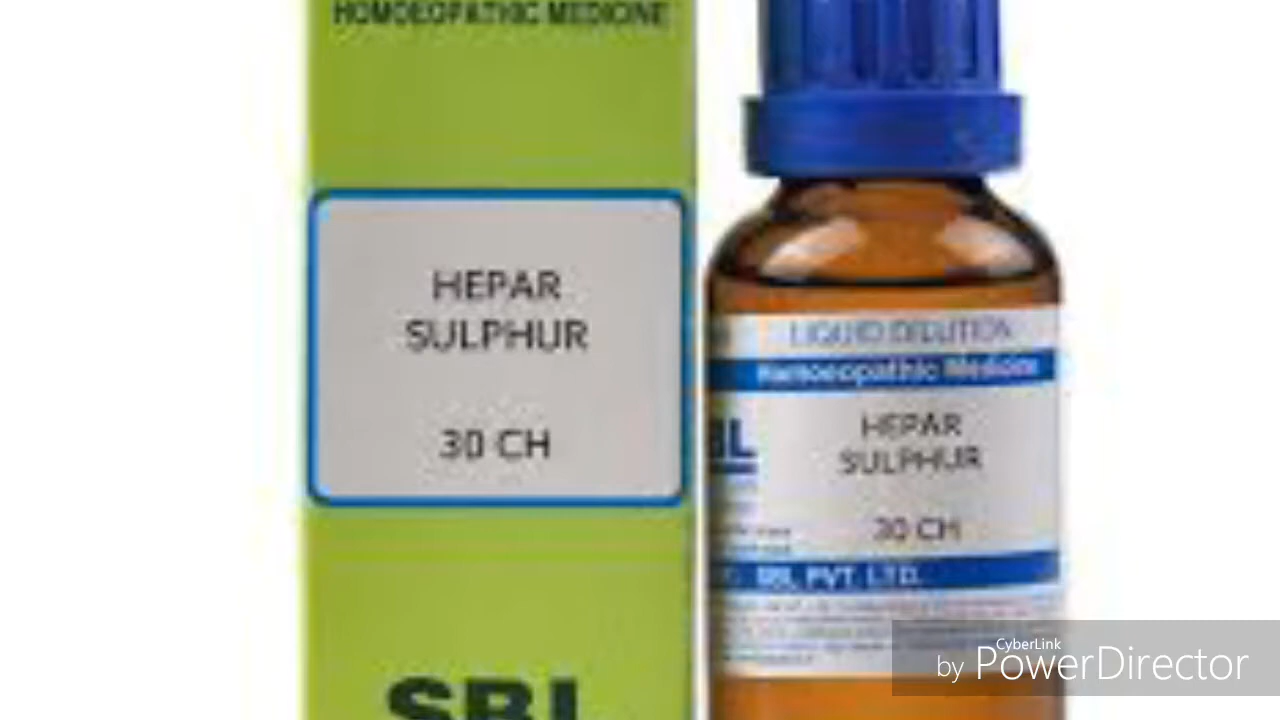 HOMOEOPATHIC MEDICINE
HEPAR
SULPHUR
30 CH
SBL
LIQUID DILUTION
Homoeopathic Medicine
BL
HEPAR
SULPHUR
30 CH
SBL PVT. LTD.
CyberLink
by PowerDirector